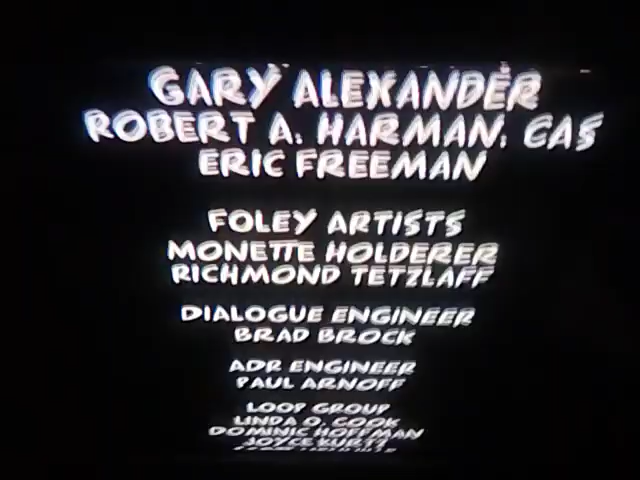 GARY ALEXANDER
ROBERT A. HARMAN, CAS
ERIC FREEMAN
FOLEY ARTISTS
MONETTE HOLDERER
RICHMOND TETZLAFF
DIALOGUE ENGINEER
BRAD BROCK
ADR ENGINEER
PAUL ARNOFF
LOOP GROUP
LINDA O. COOK
DOMINIC HOFFMAN
JOYCE KURTZ